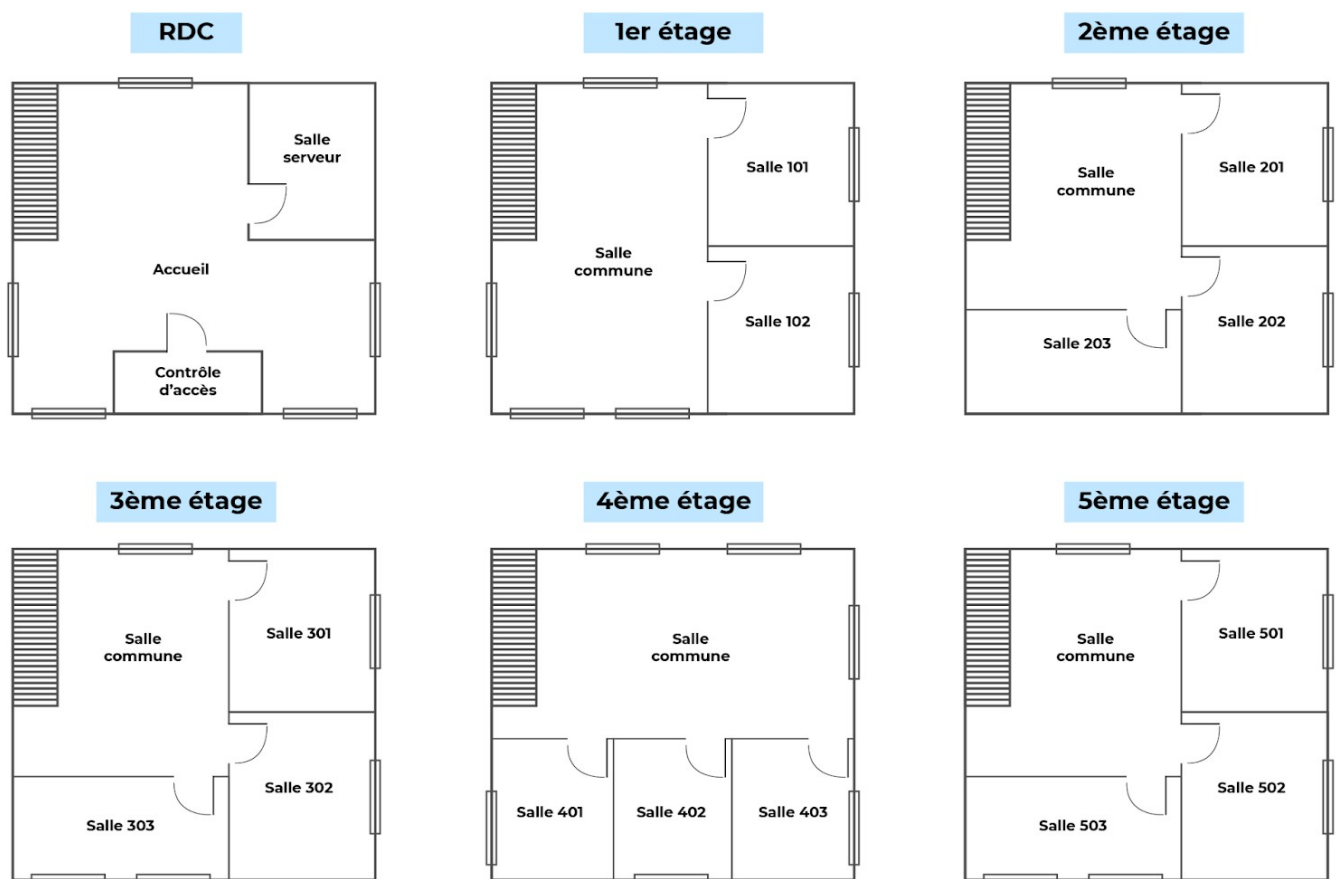 RDC
1er étage
2ème étage
Salle
serveur
Accueil
Contrôle
d'accès
Salle
commune
Salle 101
Salle 102
Salle
commune
Salle 201
Salle 202
Salle 203
3ème étage
4ème étage
5ème étage
Salle
commune
Salle 301
Salle 302
Salle 303
Salle
commune
Salle 401
Salle 402
Salle 403
Salle
commune
Salle 501
Salle 502
Salle 503